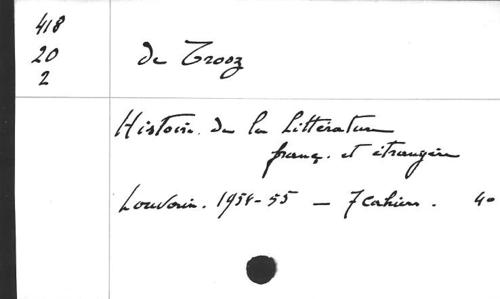 418
20
2
de Trooz
Histoire de la Littérature
franç. et étrangère
Louvain. 1954-55 — 7 cahiers. 4o